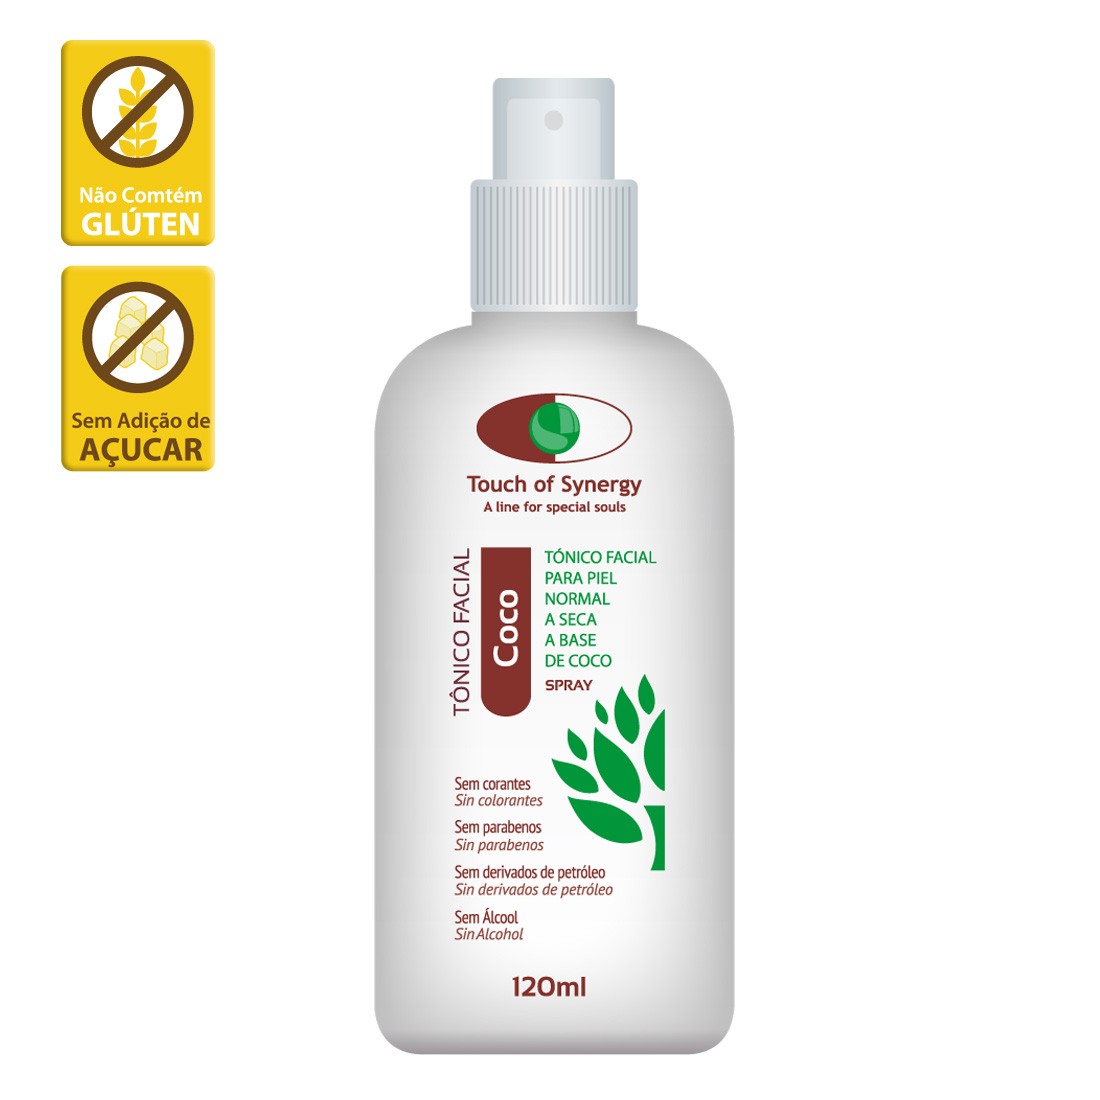 Não Comtém
GLÚTEN
Sem Adição de
AÇUCAR
Touch of Synergy
A line for special souls
TÔNICO FACIAL
Coco
TÓNICO FACIAL
PARA PIEL
NORMAL
A SECA
A BASE
DE COCO
SPRAY
Sem corantes
Sin colorantes
Sem parabenos
Sin parabenos
Sem derivados de petróleo
Sin derivados de petróleo
Sem Álcool
Sin Alcohol
120ml